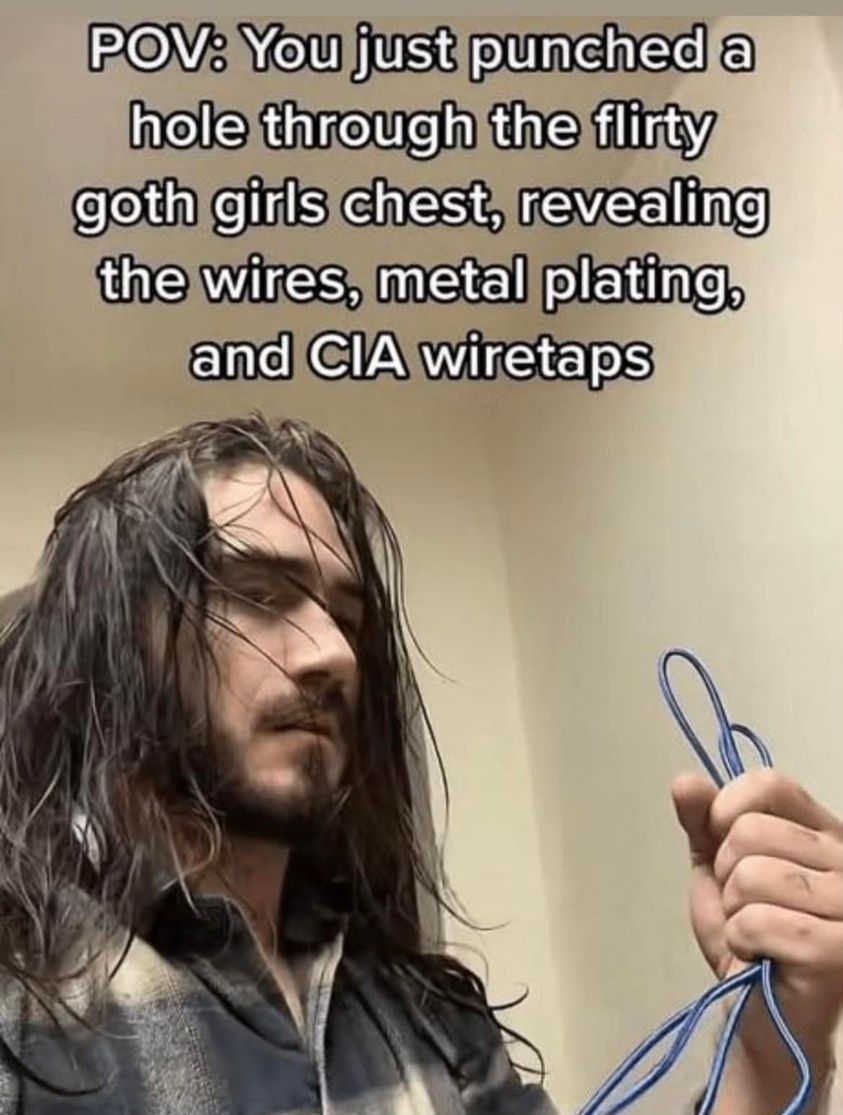 POV: You just punched a
hole through the flirty
goth girls chest, revealing
the wires, metal plating,
and CIA wiretaps